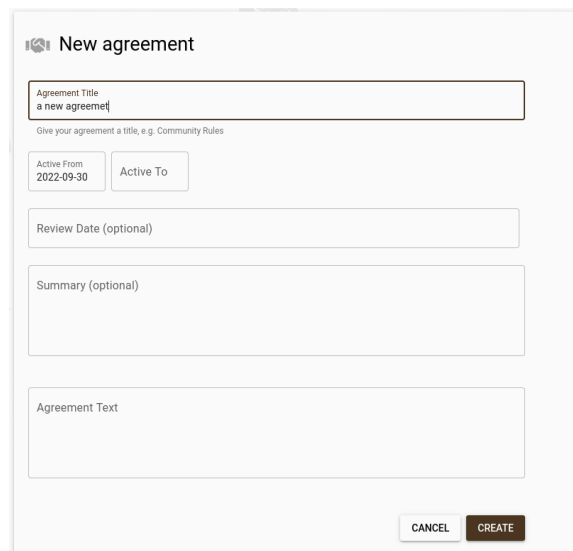 New agreement
Agreement Title
a new agreemet
Give your agreement a title, e.g. Community Rules
Active From
2022-09-30
Active To
Review Date (optional)
Summary (optional)
Agreement Text
CANCEL
CREATE